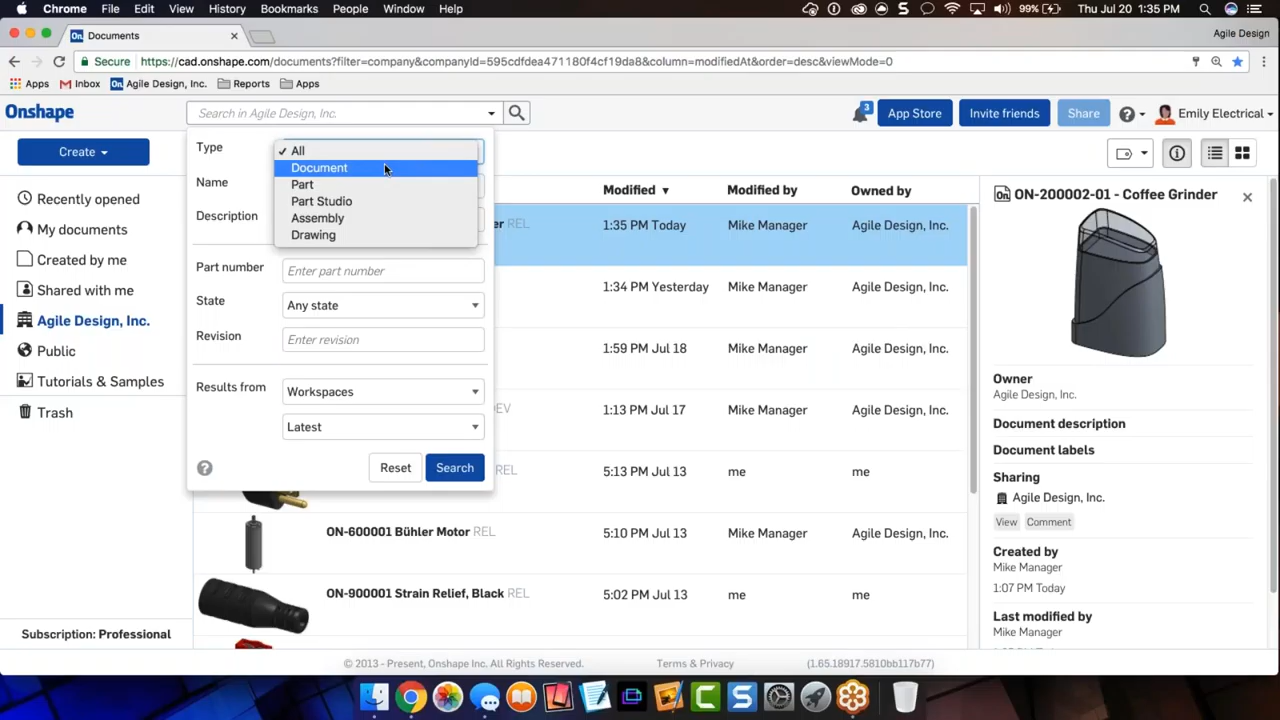 Chrome File Edit View History Bookmarks People Window Help 99% Thu Jul 20 1:35 PM
Documents Agile Design
Secure https://cad.onshape.com/documents?filter=company&companyId=595cdfdea471180f4cf19da8&column=modifiedAt&order=desc&viewMode=0
Apps Inbox Agile Design, Inc. Reports Apps
Onshape Search in Agile Design, Inc. 3 App Store Invite friends Share Emily Electrical
Create
Recently opened
My documents
Created by me
Shared with me
Agile Design, Inc.
Public
Tutorials & Samples
Trash
Subscription: Professional
Type
All
Document
Part
Part Studio
Assembly
Drawing
Name
Description
Part number Enter part number
State Any state
Revision Enter revision
Results from Workspaces
Latest
Reset Search
Modified Modified by Owned by
er REL 1:35 PM Today Mike Manager Agile Design, Inc.
1:34 PM Yesterday Mike Manager Agile Design, Inc.
1:59 PM Jul 18 Mike Manager Agile Design, Inc.
EV 1:13 PM Jul 17 Mike Manager Agile Design, Inc.
REL 5:13 PM Jul 13 me me
ON-600001 Bühler Motor REL 5:10 PM Jul 13 Mike Manager Agile Design, Inc.
ON-900001 Strain Relief, Black REL 5:02 PM Jul 13 me me
ON-200002-01 - Coffee Grinder
Owner
Agile Design, Inc.
Document description
Document labels
Sharing
Agile Design, Inc.
View Comment
Created by
Mike Manager
1:07 PM Today
Last modified by
Mike Manager
© 2013 - Present, Onshape Inc. All Rights Reserved. Terms & Privacy (1.65.18917.5810bb117b77)